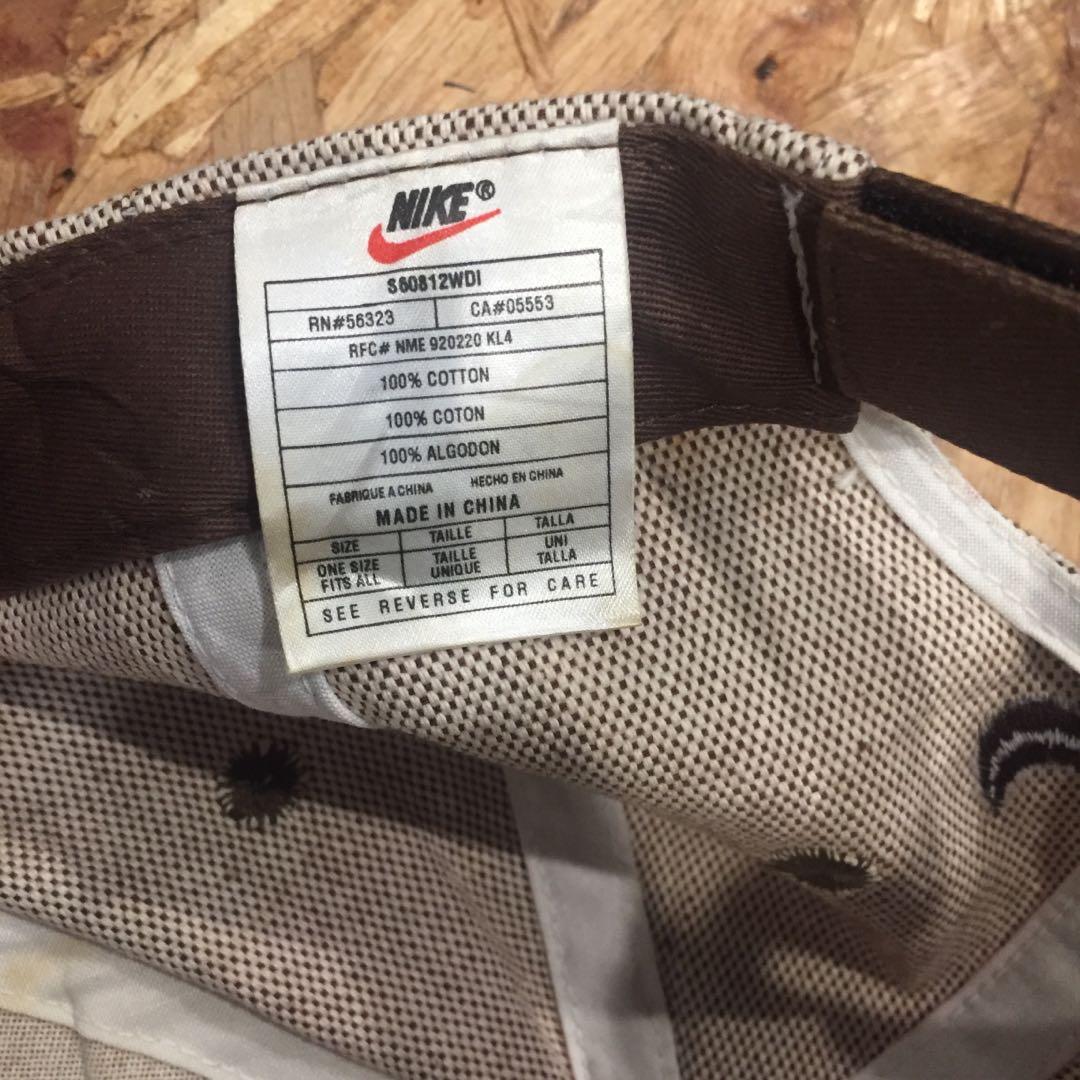 NIKE®
S60812WDI
RN#56323 CA#05553
RFC# NME 920220 KL4
100% COTTON
100% COTON
100% ALGODON
FABRIQUE A CHINA HECHO EN CHINA
MADE IN CHINA
SIZE TAILLE TALLA
ONE SIZE FITS ALL
TAILLE UNIQUE
UNI TALLA
SEE REVERSE FOR CARE